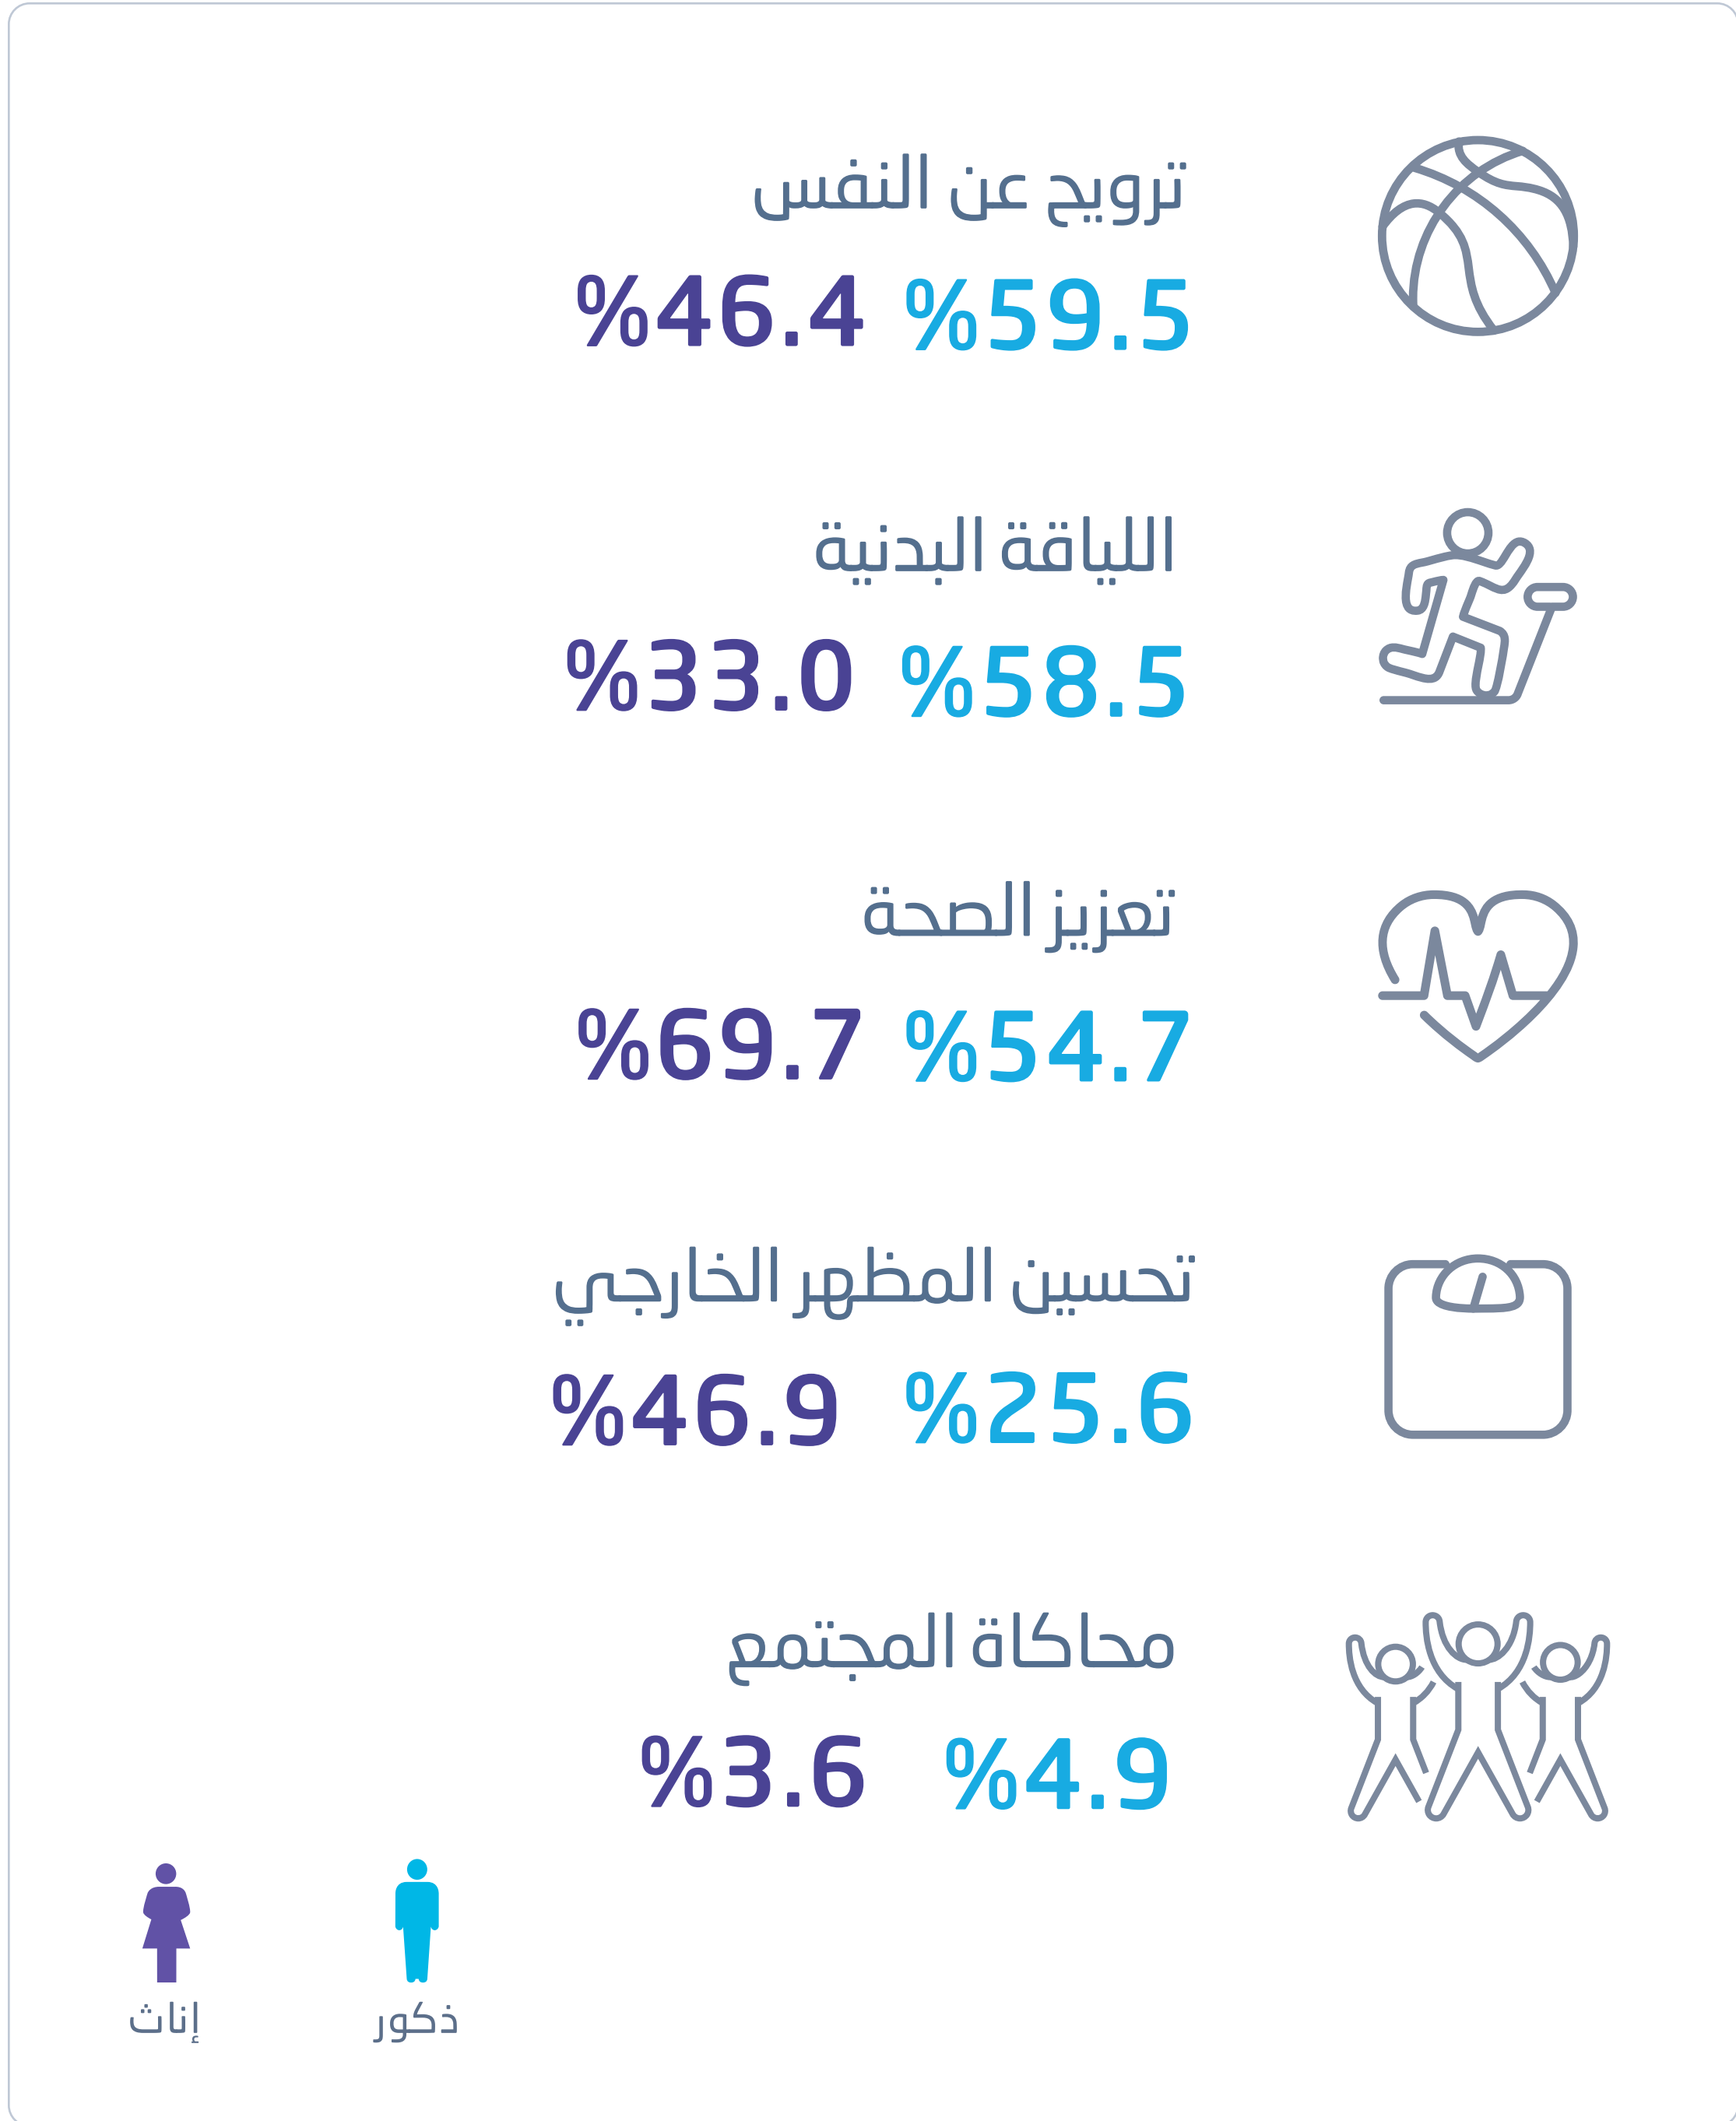 ترويح عن النفس
%59.5 %46.4
اللياقة البدنية
%58.5 %33.0
تعزيز الصحة
%54.7 %69.7
تحسين المظهر الخارجي
%25.6 %46.9
محاكاة المجتمع
%4.9 %3.6
ذكور إناث